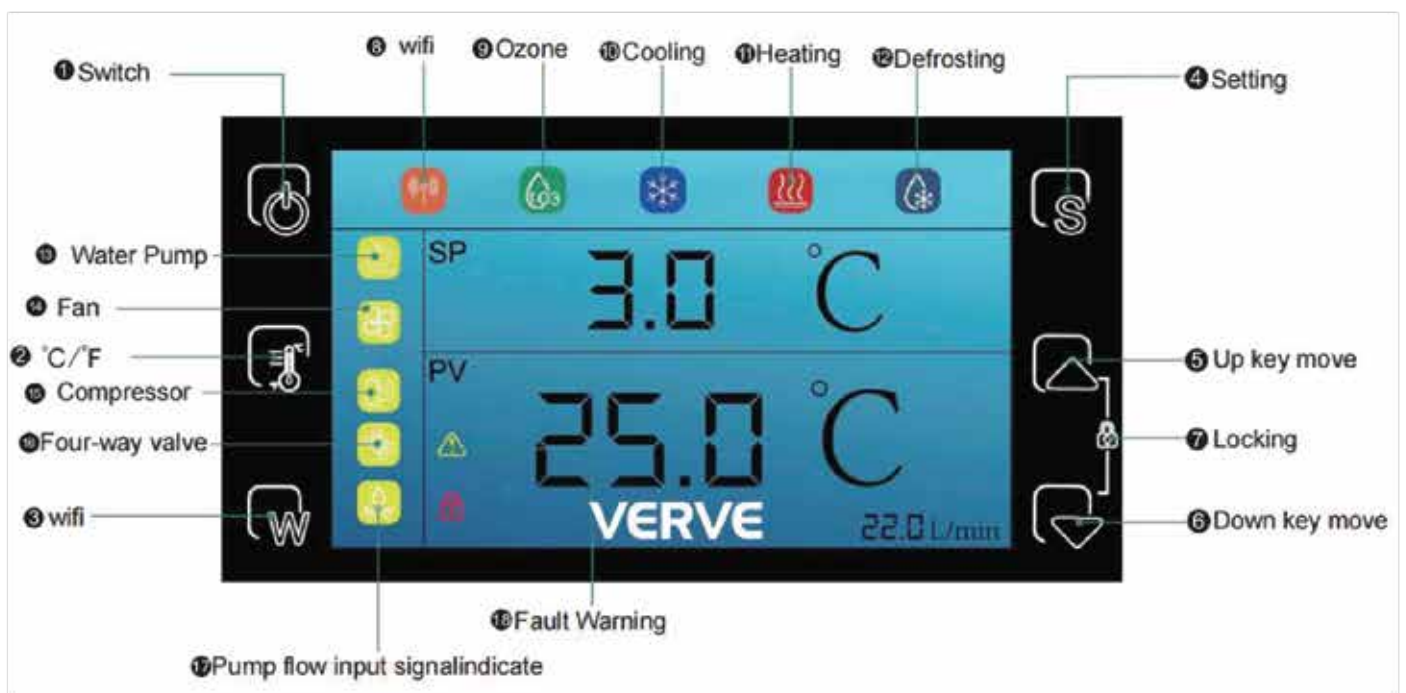 ❽ wifi
❾Ozone
❿Cooling
⓫Heating
⓬Defrosting
❶Switch
❹Setting
LO3
S
⓭ Water Pump
SP
3.0 °C
⓮ Fan
❷ °C/°F
°C
°F
PV
❺Up key move
⓯ Compressor
25.0 °C
⓰Four-way valve
❼Locking
❸wifi
W
VERVE
22.0 L/min
❻Down key move
⓲Fault Warning
⓱Pump flow input signalindicate